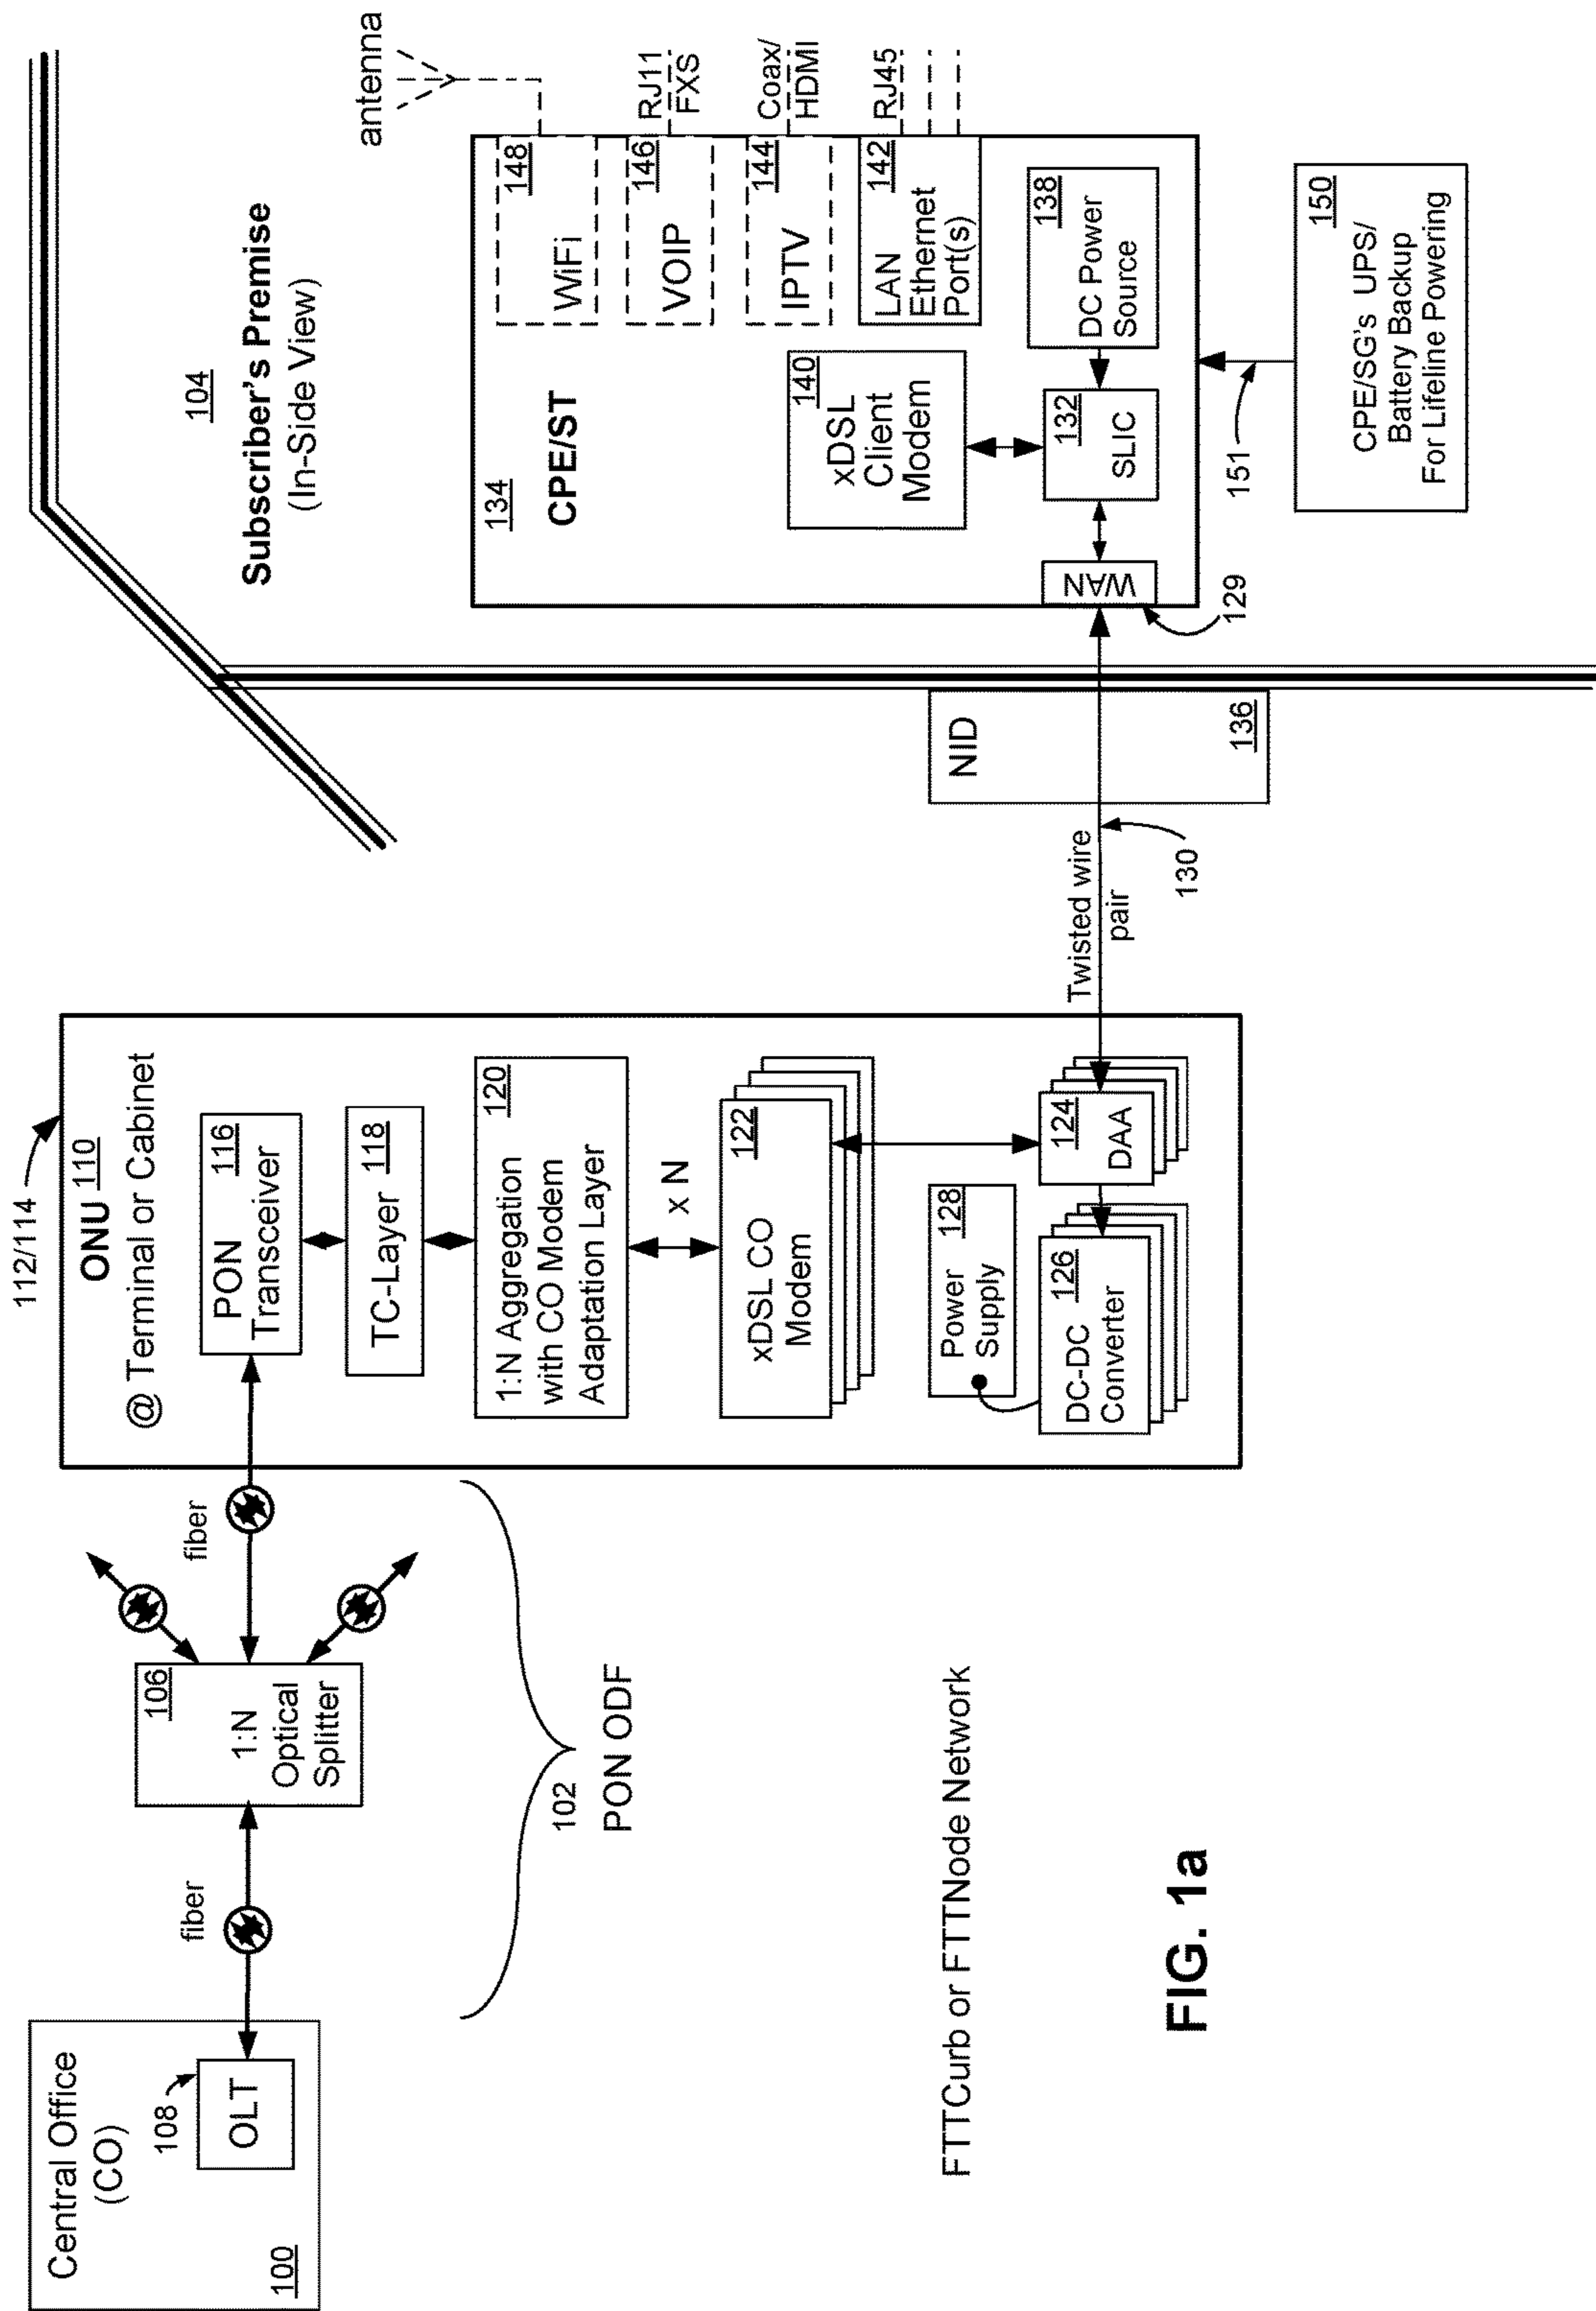 Central Office
(CO)
108
OLT
100
fiber
106
1:N
Optical
Splitter
fiber
102
PON ODF
112/114
ONU 110
@ Terminal or Cabinet
PON 116
Transceiver
TC-Layer 118
120
1:N Aggregation
with CO Modem
Adaptation Layer
x N
122
xDSL CO
Modem
128
Power
Supply
124
DAA
126
DC-DC
Converter
Twisted wire
pair
130
NID
136
104
Subscriber's Premise
(In-Side View)
134
CPE/ST
antenna
148
WiFi
RJ11
FXS
146
VOIP
Coax/
HDMI
144
IPTV
RJ45
142
LAN
Ethernet
Port(s)
140
xDSL
Client
Modem
138
DC Power
Source
132
SLIC
WAN
129
151
150
CPE/SG's UPS/
Battery Backup
For Lifeline Powering
FTTCurb or FTTNode Network
FIG. 1a